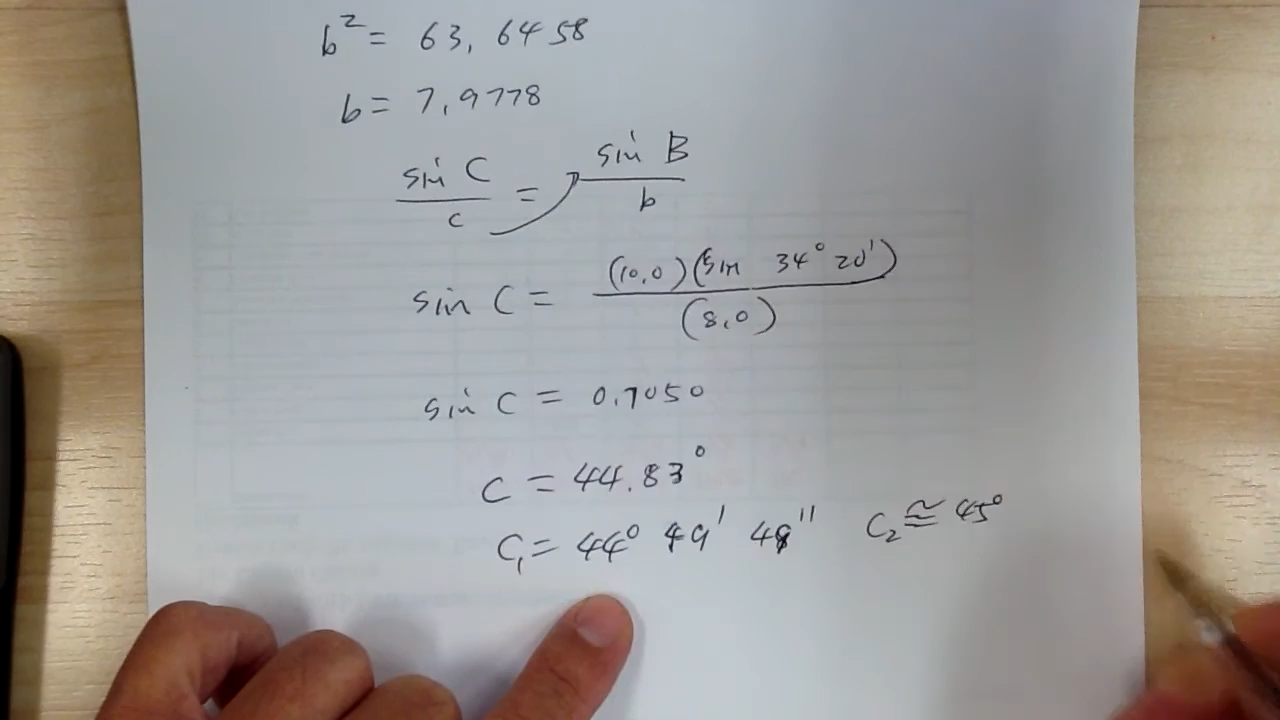 b² = 63,6458
b = 7,9778
sin C / c = sin B / b
sin C = (10,0)(sin 34° 20') / (8,0)
sin C = 0,7050
C = 44.83°
C₁ = 44° 49' 48" C₂ ≅ 45°